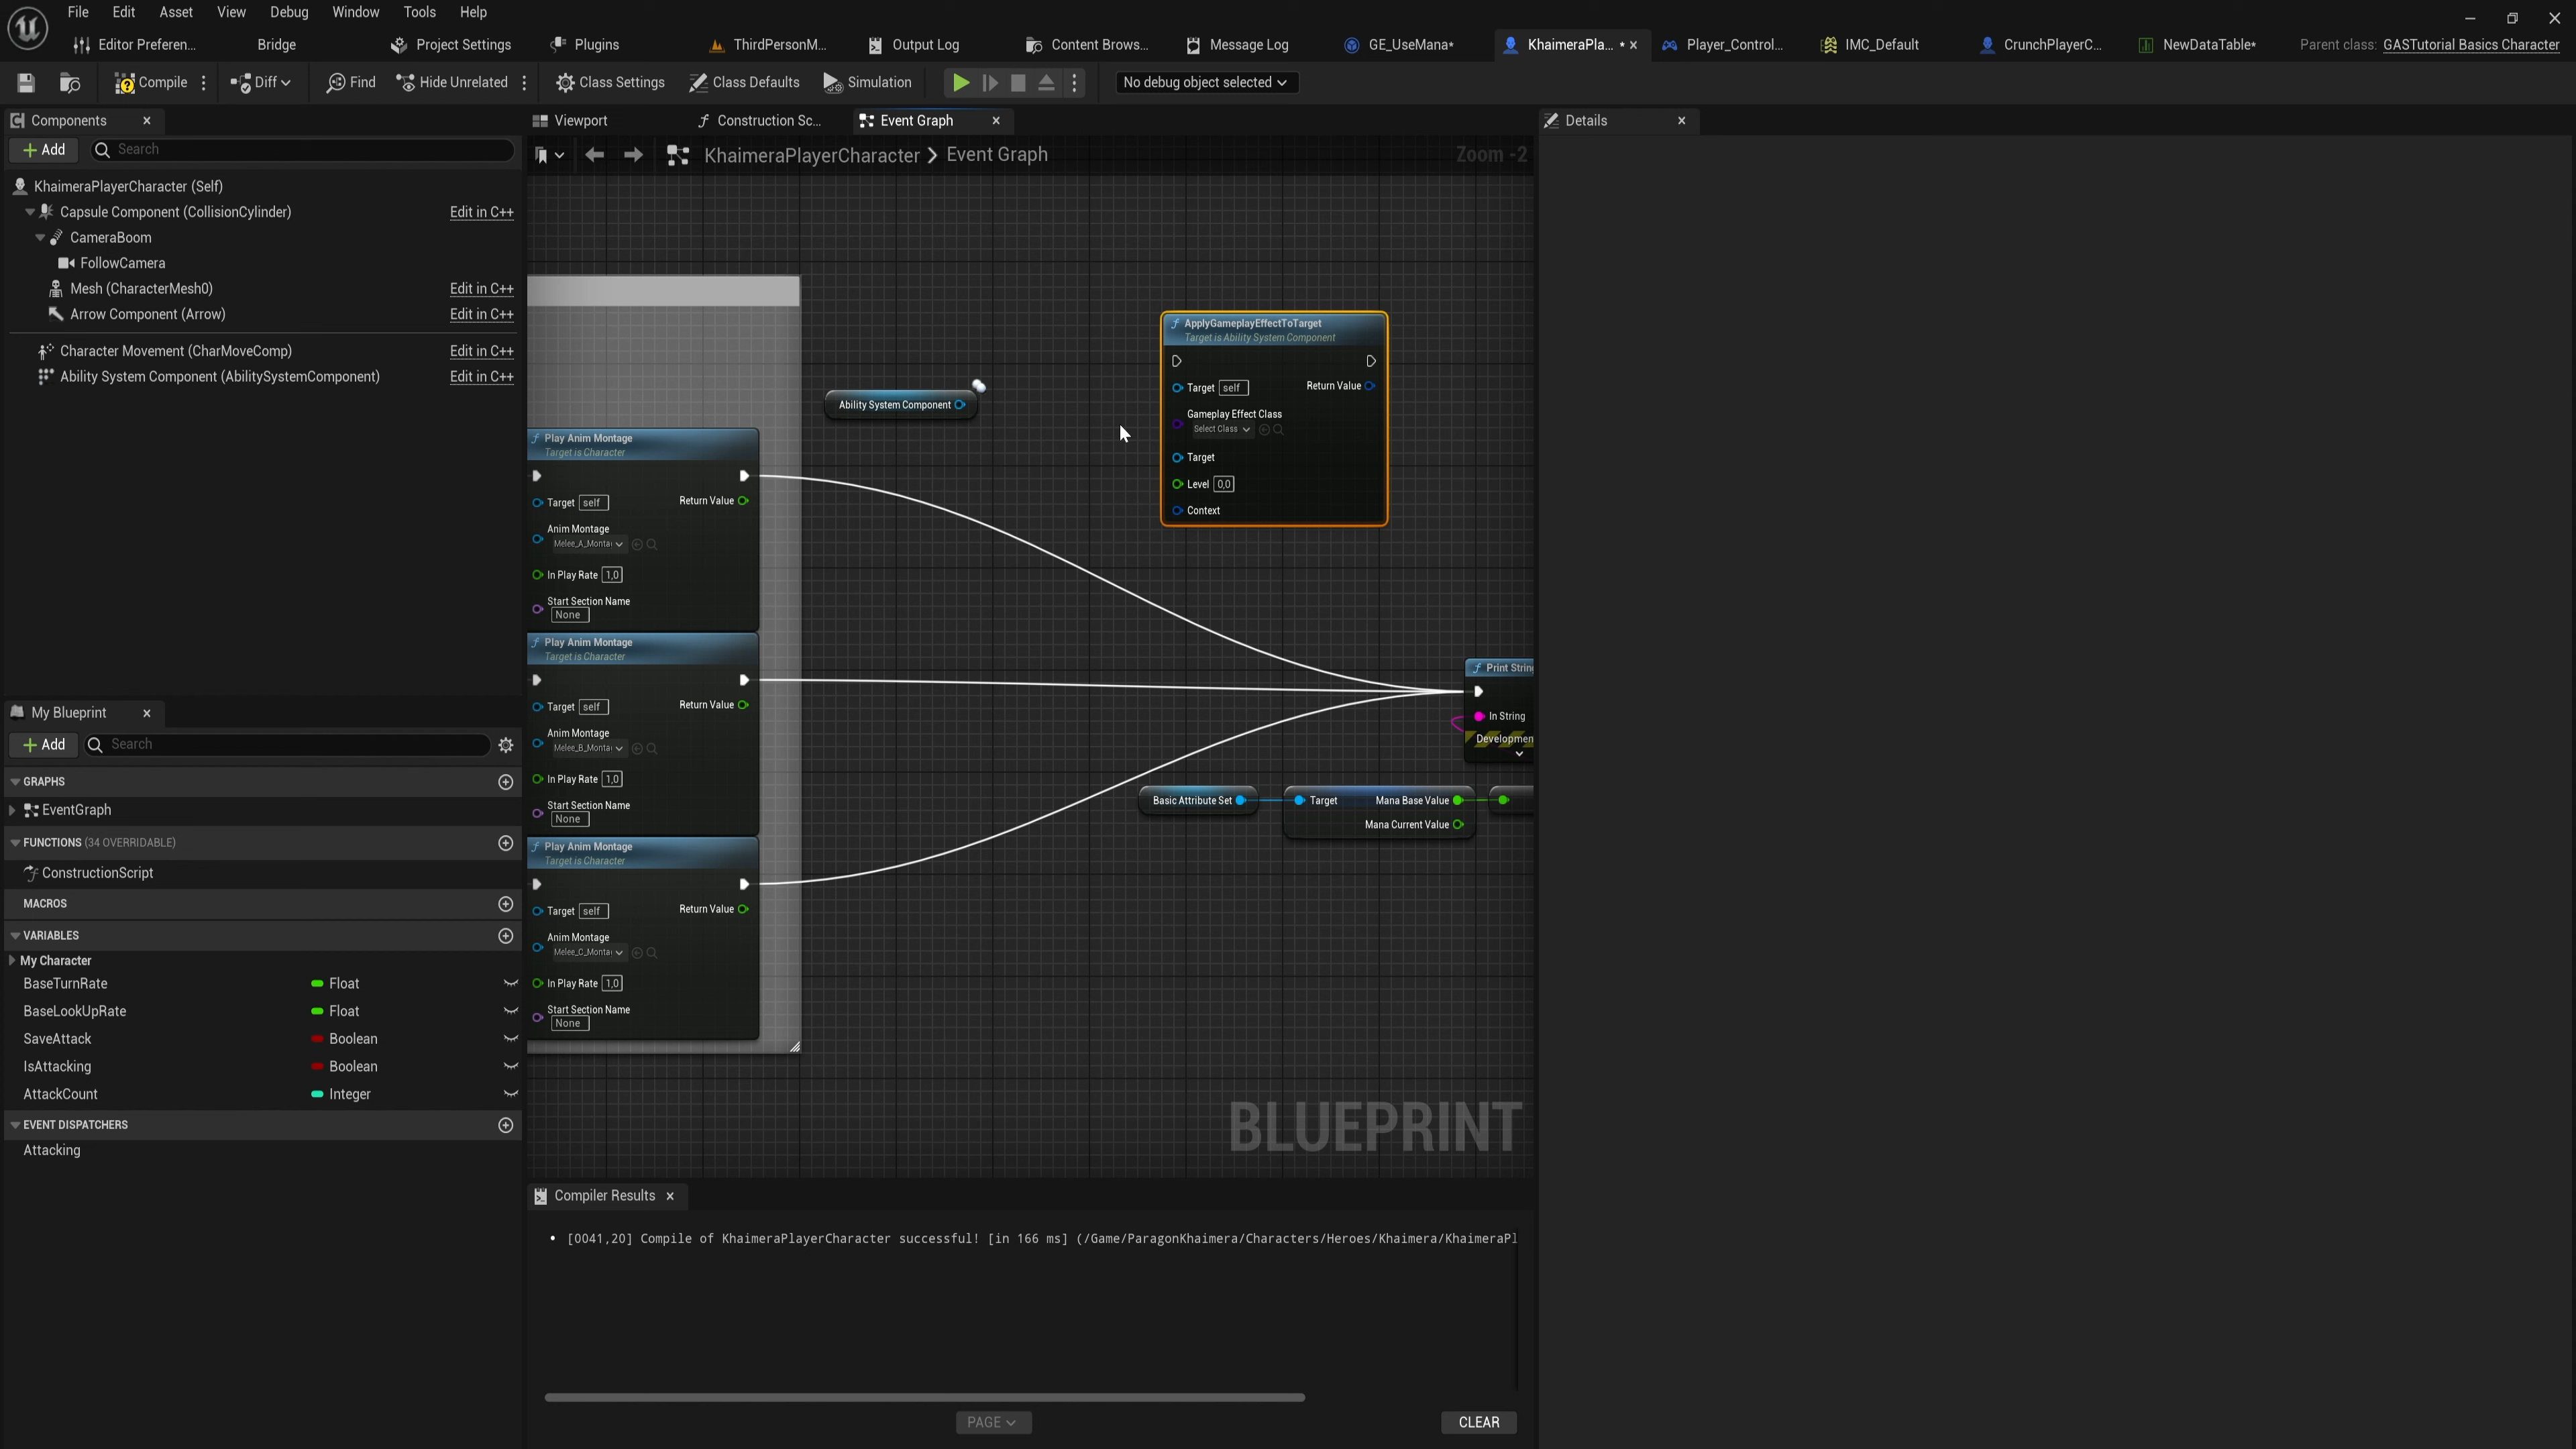 File Edit Asset View Debug Window Tools Help
Editor Preferen... Bridge Project Settings Plugins ThirdPersonM... Output Log Content Brows... Message Log GE_UseMana* KhaimeraPla... * Player_Control... IMC_Default CrunchPlayerC... NewDataTable* Parent class: GASTutorial Basics Character
Compile Diff Find Hide Unrelated Class Settings Class Defaults Simulation No debug object selected
Components
Add Search
KhaimeraPlayerCharacter (Self)
Capsule Component (CollisionCylinder) Edit in C++
CameraBoom
FollowCamera
Mesh (CharacterMesh0) Edit in C++
Arrow Component (Arrow) Edit in C++
Character Movement (CharMoveComp) Edit in C++
Ability System Component (AbilitySystemComponent) Edit in C++
My Blueprint
Add Search
GRAPHS
EventGraph
FUNCTIONS (34 OVERRIDABLE)
ConstructionScript
MACROS
VARIABLES
My Character
BaseTurnRate Float
BaseLookUpRate Float
SaveAttack Boolean
IsAttacking Boolean
AttackCount Integer
EVENT DISPATCHERS
Attacking
Viewport Construction Sc... Event Graph
KhaimeraPlayerCharacter > Event Graph Zoom -2
ApplyGameplayEffectToTarget
Target is Ability System Component
Target self Return Value
Gameplay Effect Class
Select Class
Target
Level 0,0
Context
Ability System Component
Play Anim Montage
Target is Character
Target self Return Value
Anim Montage
Melee_A_Monta
In Play Rate 1,0
Start Section Name
None
Play Anim Montage
Target is Character
Target self Return Value
Anim Montage
Melee_B_Monta
In Play Rate 1,0
Start Section Name
None
Play Anim Montage
Target is Character
Target self Return Value
Anim Montage
Melee_C_Monta
In Play Rate 1,0
Start Section Name
None
Print String
In String
Developmen
Basic Attribute Set
Target Mana Base Value
Mana Current Value
BLUEPRINT
Compiler Results
• [0041,20] Compile of KhaimeraPlayerCharacter successful! [in 166 ms] (/Game/ParagonKhaimera/Characters/Heroes/Khaimera/KhaimeraPl
PAGE CLEAR
Details